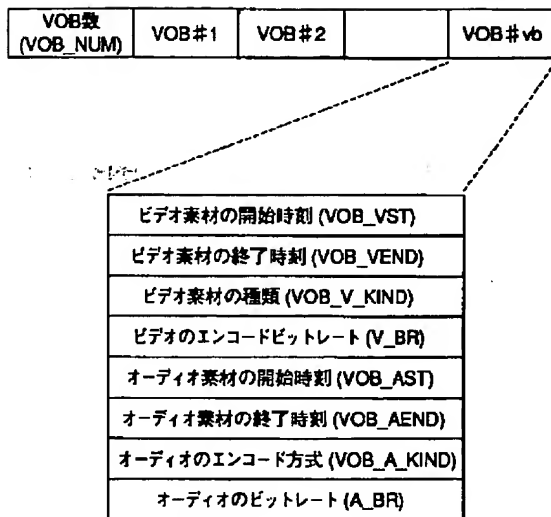 VOB数
(VOB_NUM)
VOB#1
VOB#2
VOB#vb
ビデオ素材の開始時刻 (VOB_VST)
ビデオ素材の終了時刻 (VOB_VEND)
ビデオ素材の種類 (VOB_V_KIND)
ビデオのエンコードビットレート (V_BR)
オーディオ素材の開始時刻 (VOB_AST)
オーディオ素材の終了時刻 (VOB_AEND)
オーディオのエンコード方式 (VOB_A_KIND)
オーディオのビットレート (A_BR)